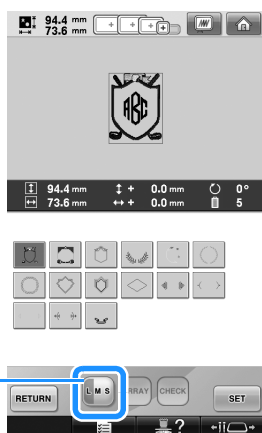 94.4 mm
73.6 mm
ABC
94.4 mm + 0.0 mm 0°
73.6 mm + 0.0 mm 5
RETURN L M S ARRAY CHECK SET
?